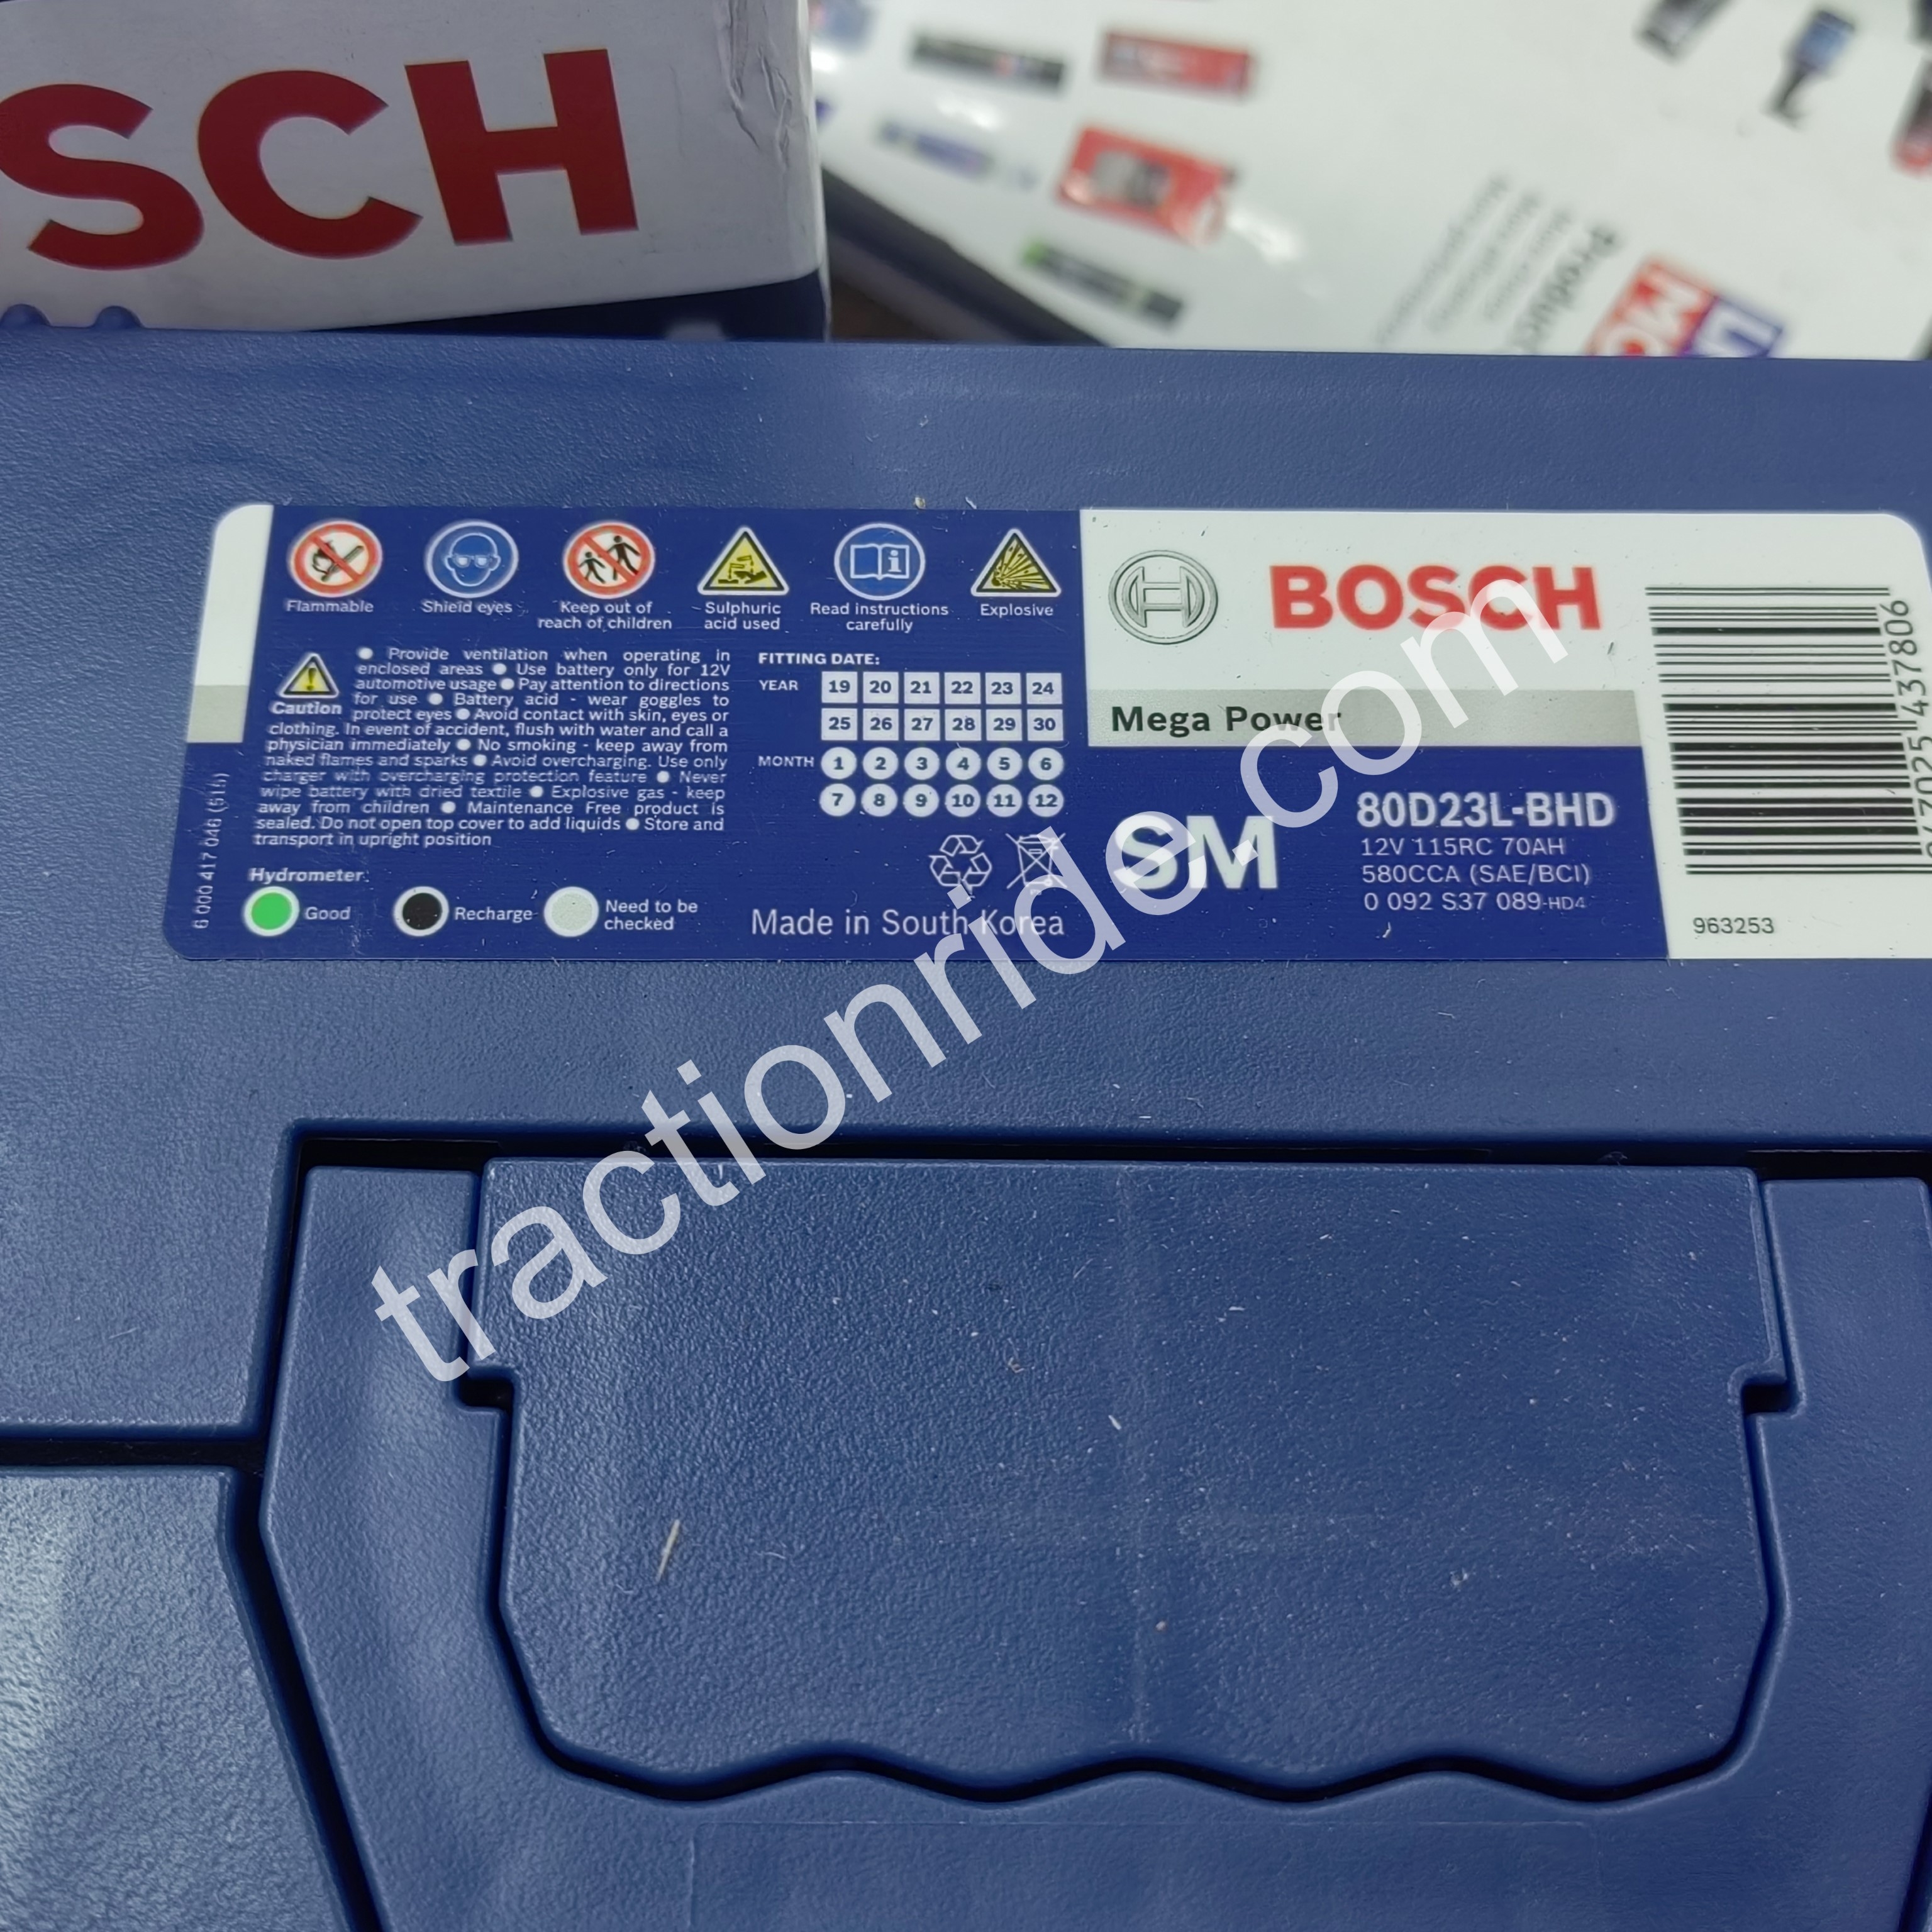 SCH
Flammable
Shield eyes
Keep out of
reach of children
Sulphuric
acid used
Read instructions
carefully
Explosive
Caution
● Provide ventilation when operating in
enclosed areas ● Use battery only for 12V
automotive usage ● Pay attention to directions
for use ● Battery acid - wear goggles to
protect eyes ● Avoid contact with skin, eyes or
clothing. In event of accident, flush with water and call a
physician immediately ● No smoking - keep away from
naked flames and sparks ● Avoid overcharging. Use only
charger with overcharging protection feature ● Never
wipe battery with dried textile ● Explosive gas - keep
away from children ● Maintenance Free product is
sealed. Do not open top cover to add liquids ● Store and
transport in upright position
Hydrometer:
Good
Recharge
Need to be
checked
6 000 417 046
FITTING DATE:
YEAR 19 20 21 22 23 24
25 26 27 28 29 30
MONTH 1 2 3 4 5 6
7 8 9 10 11 12
Made in South Korea
BOSCH
Mega Power
SM
80D23L-BHD
12V 115RC 70AH
580CCA (SAE/BCI)
0 092 S37 089-HD4
437806
963253
Product
tractionride.com